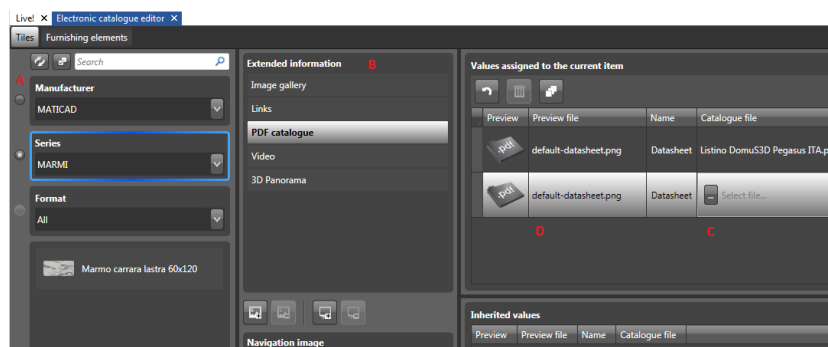 Live! × Electronic catalogue editor ×
Tiles Furnishing elements
Search
A
Manufacturer
MATICAD
Series
MARMI
Format
All
Marmo carrara lastra 60x120
Extended information B
Image gallery
Links
PDF catalogue
Video
3D Panorama
Navigation image
Values assigned to the current item
Preview Preview file Name Catalogue file
.pdf default-datasheet.png Datasheet Listino DomuS3D Pegasus ITA.p
.pdf default-datasheet.png Datasheet Select file...
D C
Inherited values
Preview Preview file Name Catalogue file